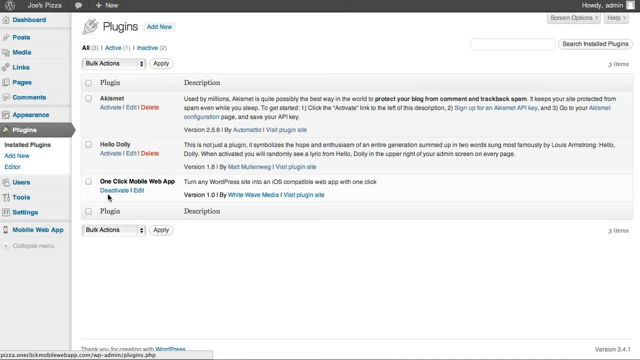 Joe's Pizza + New Howdy, admin
Dashboard
Posts
Media
Links
Pages
Comments
Appearance
Plugins
Installed Plugins
Add New
Editor
Users
Tools
Settings
Mobile Web App
Collapse menu
Screen Options Help
Plugins Add New
All (3) | Active (1) | Inactive (2)
Search Installed Plugins
Bulk Actions Apply 3 items
Plugin Description
Akismet
Activate | Edit | Delete
Used by millions, Akismet is quite possibly the best way in the world to protect your blog from comment and trackback spam. It keeps your site protected from
spam even while you sleep. To get started: 1) Click the "Activate" link to the left of this description, 2) Sign up for an Akismet API key, and 3) Go to your Akismet
configuration page, and save your API key.
Version 2.5.6 | By Automattic | Visit plugin site
Hello Dolly
Activate | Edit | Delete
This is not just a plugin, it symbolizes the hope and enthusiasm of an entire generation summed up in two words sung most famously by Louis Armstrong: Hello,
Dolly. When activated you will randomly see a lyric from Hello, Dolly in the upper right of your admin screen on every page.
Version 1.6 | By Matt Mullenweg | Visit plugin site
One Click Mobile Web App
Deactivate | Edit
Turn any WordPress site into an iOS compatible web app with one click
Version 1.0 | By White Wave Media | Visit plugin site
Plugin Description
Bulk Actions Apply 3 items
Thank you for creating with WordPress.
Version 3.4.1
pizza.oneclickmobilewebapp.com/wp-admin/plugins.php